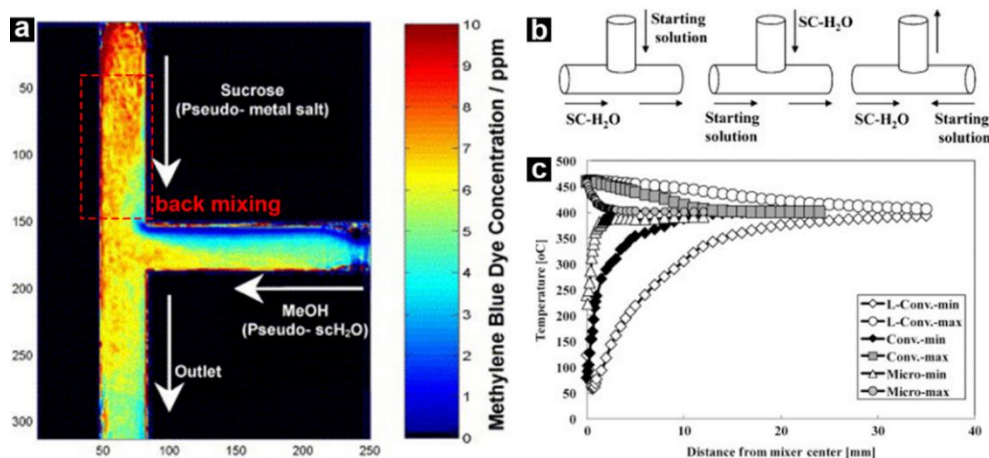 a
50
100
150
200
250
300
50
100
150
200
250
Sucrose
(Pseudo- metal salt)
back mixing
MeOH
(Pseudo- scH₂O)
Outlet
10
9
8
7
6
5
4
3
2
1
0
Methylene Blue Dye Concentration / ppm
b
Starting
solution
SC-H₂O
SC-H₂O
Starting
solution
SC-H₂O
Starting
solution
c
500
450
400
350
300
250
200
150
100
50
0
Temperature [oC]
L-Conv.-min
L-Conv.-max
Conv.-min
Conv.-max
Micro-min
Micro-max
0
10
20
30
40
Distance from mixer center [mm]